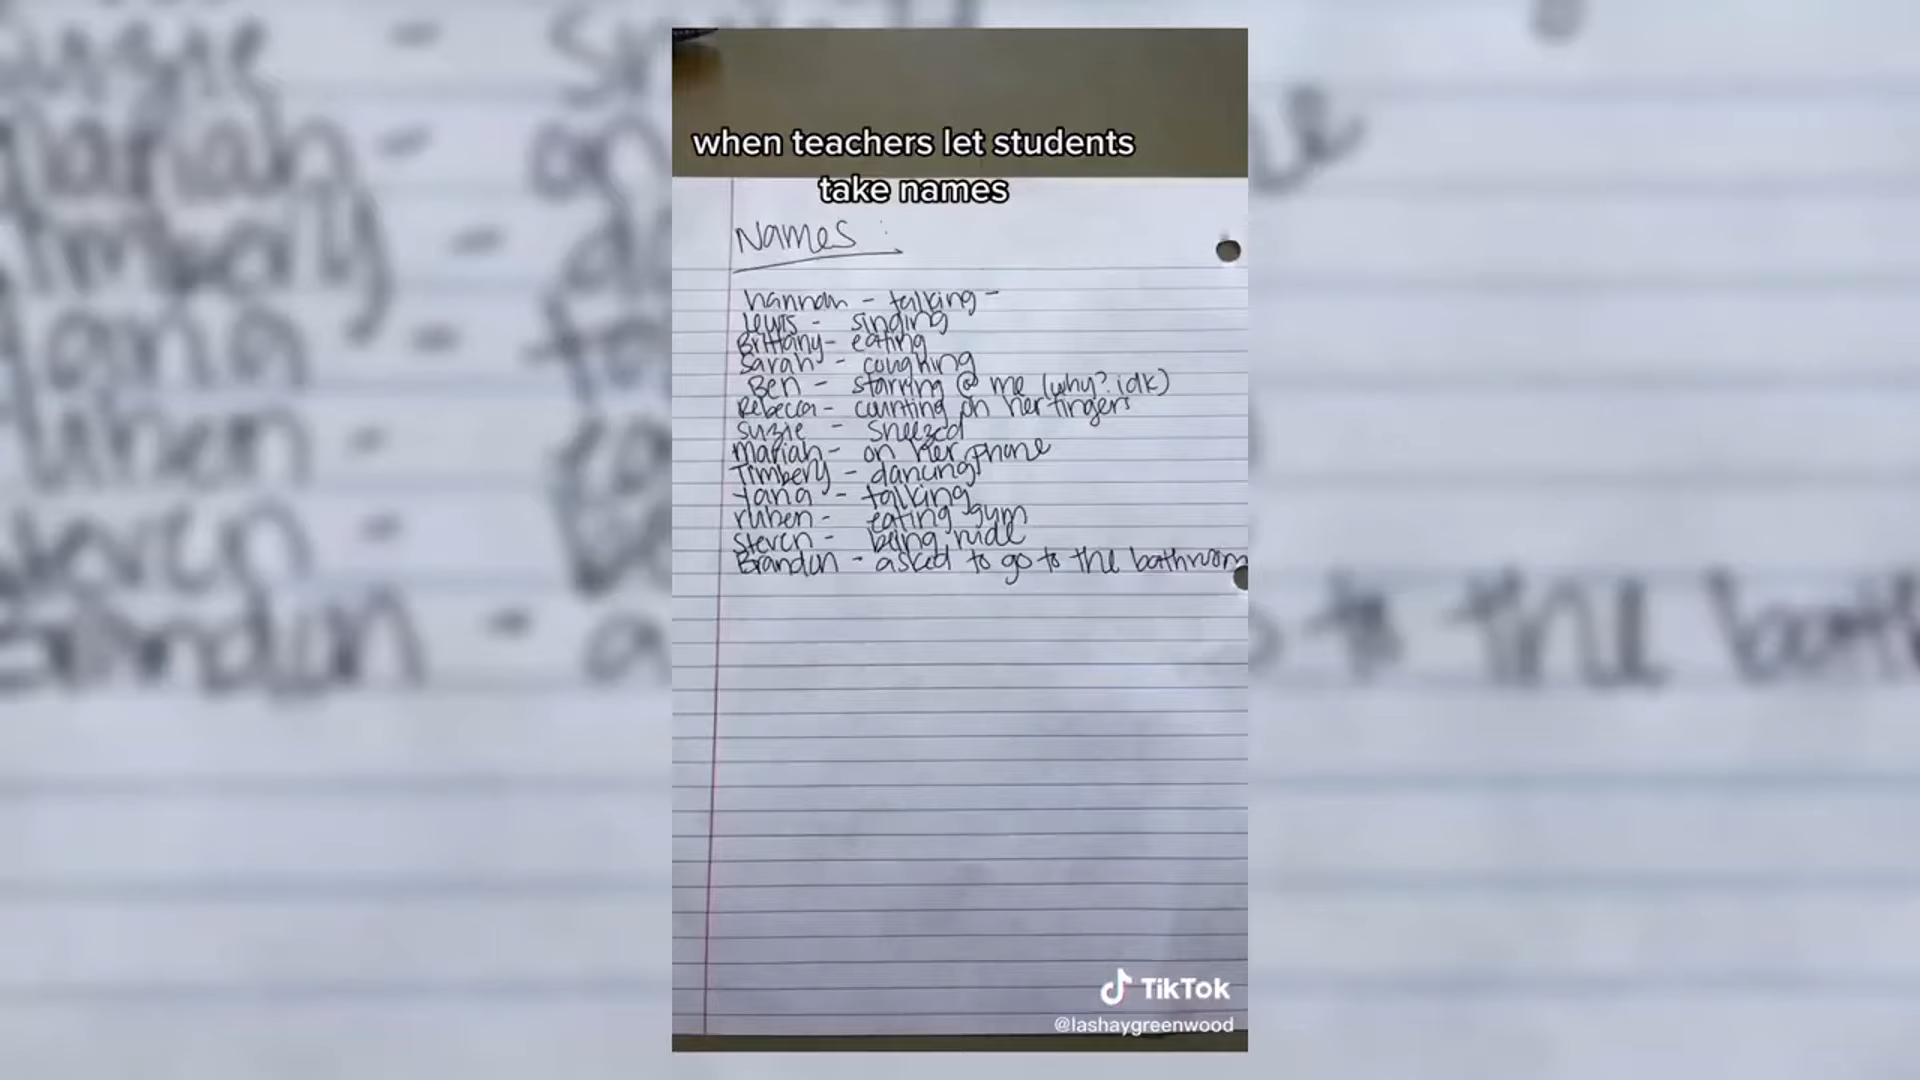 when teachers let students
take names
Names :
hannah - talking -
Lewis - singing
Brittany - eating
Sarah - coughing
Ben - starring @ me (why? idk)
Rebecca - counting on her fingers
suzie - sneezed
mariah - on her phone
Timberly - dancing
Yana - talking
ruben - eating gum
steven - being rude
Brandon - asked to go to the bathroom
TikTok
@lashaygreenwood